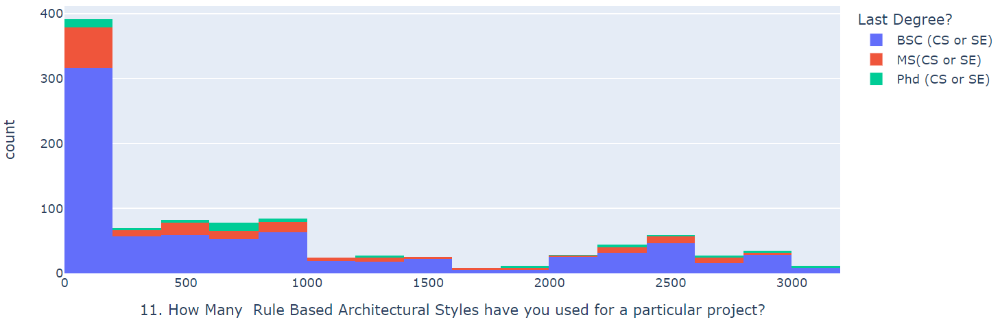 400
300
200
100
0
count
0 500 1000 1500 2000 2500 3000
11. How Many  Rule Based Architectural Styles have you used for a particular project?
Last Degree?
BSC (CS or SE)
MS(CS or SE)
Phd (CS or SE)